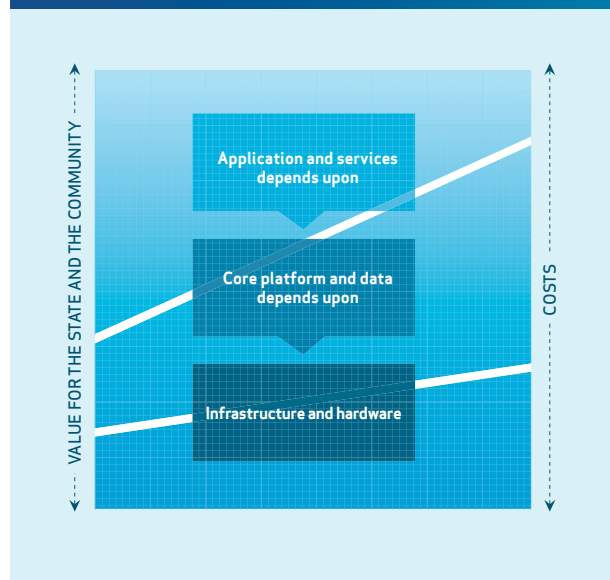 VALUE FOR THE STATE AND THE COMMUNITY
Application and services
depends upon
Core platform and data
depends upon
Infrastructure and hardware
COSTS